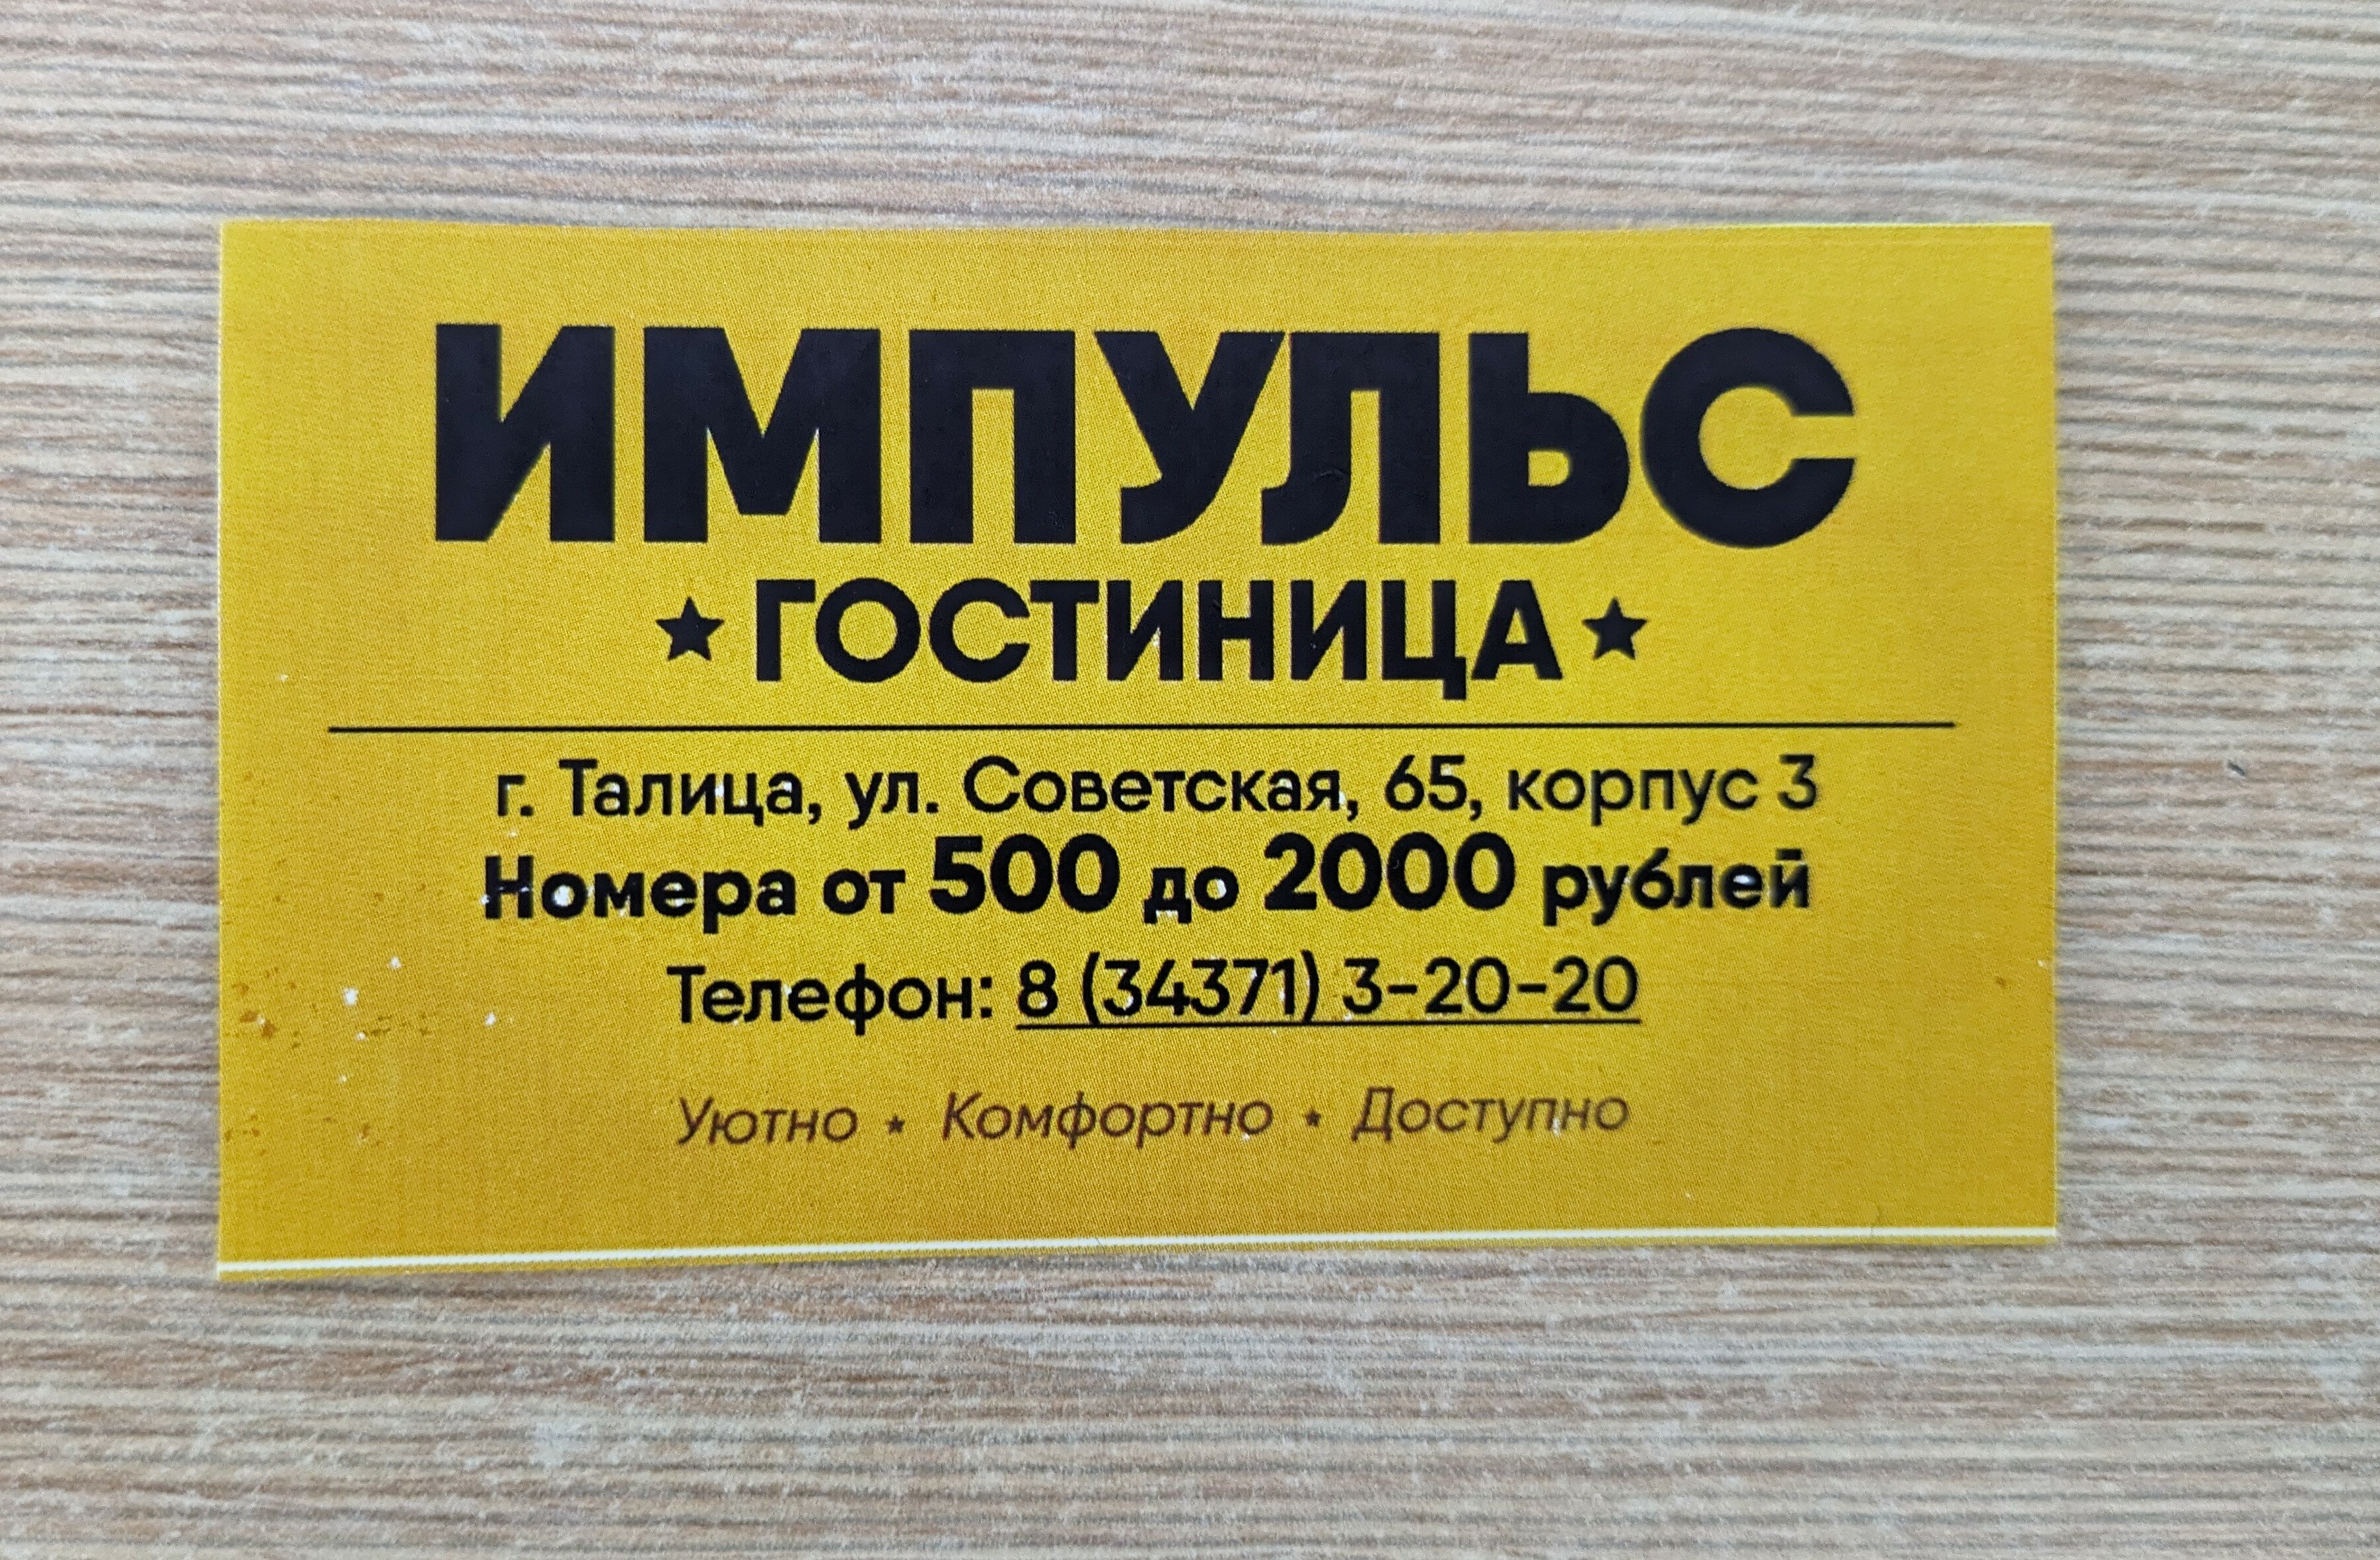 ИМПУЛЬС
★ ГОСТИНИЦА ★
г. Талица, ул. Советская, 65, корпус 3
Номера от 500 до 2000 рублей
Телефон: 8 (34371) 3-20-20
Уютно ★ Комфортно ★ Доступно